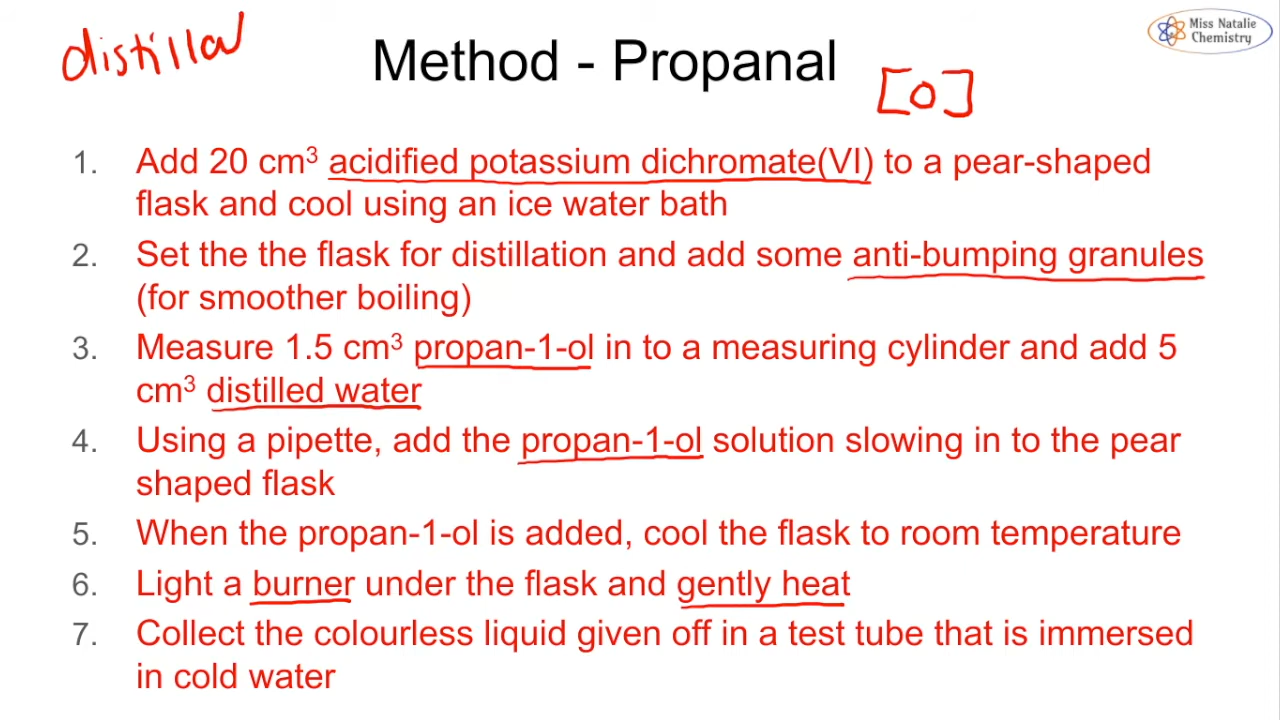 distilla
Miss Natalie
Chemistry
Method - Propanal
[O]
1. Add 20 cm³ acidified potassium dichromate(VI) to a pear-shaped
flask and cool using an ice water bath
2. Set the the flask for distillation and add some anti-bumping granules
(for smoother boiling)
3. Measure 1.5 cm³ propan-1-ol in to a measuring cylinder and add 5
cm³ distilled water
4. Using a pipette, add the propan-1-ol solution slowing in to the pear
shaped flask
5. When the propan-1-ol is added, cool the flask to room temperature
6. Light a burner under the flask and gently heat
7. Collect the colourless liquid given off in a test tube that is immersed
in cold water